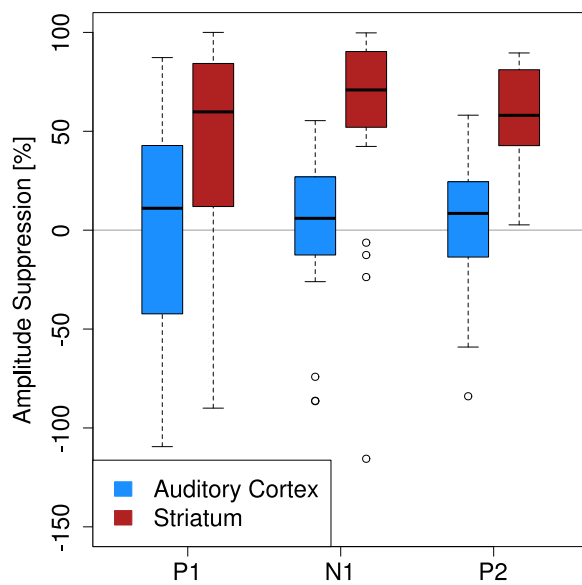 Amplitude Suppression [%]
100
50
0
-50
-100
-150
Auditory Cortex
Striatum
P1 N1 P2